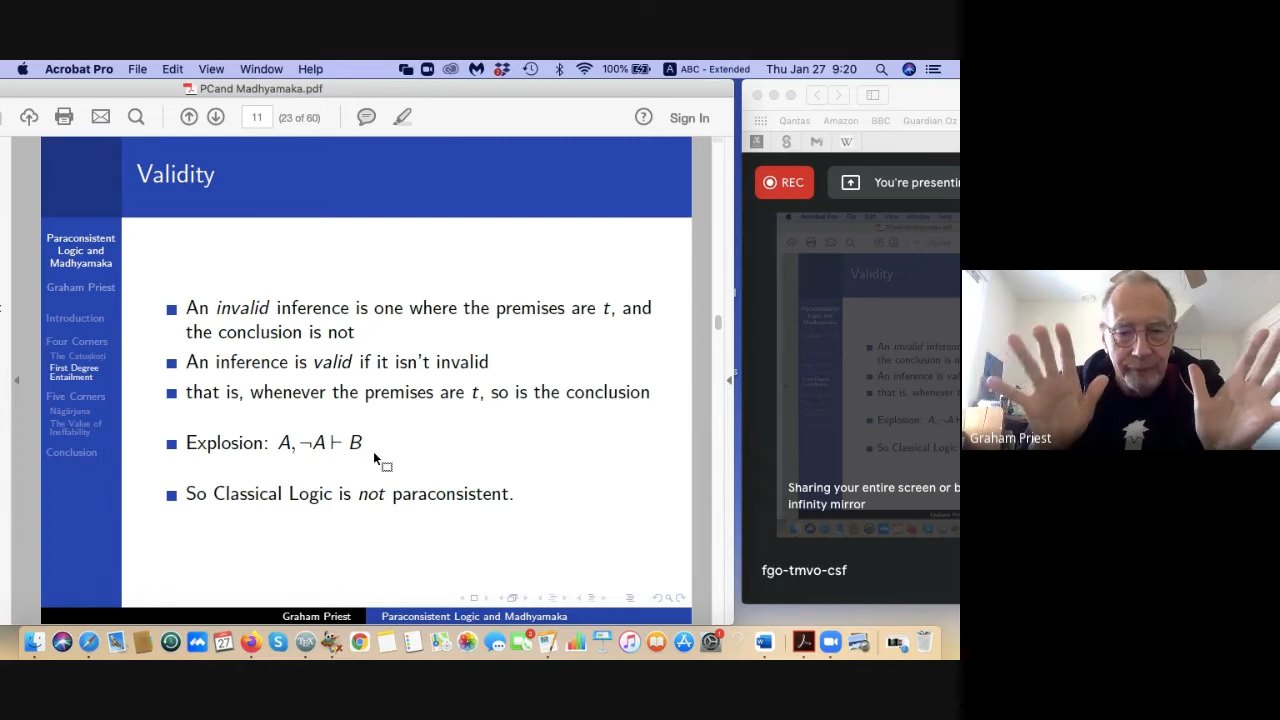 Acrobat Pro File Edit View Window Help 100% A ABC - Extended Thu Jan 27 9:20
PCand Madhyamaka.pdf
11 (23 of 60) Sign In
Validity
Paraconsistent
Logic and
Madhyamaka
Graham Priest
Introduction
Four Corners
The Catuṣkoṭi
First Degree
Entailment
Five Corners
Nāgārjuna
The Value of
Ineffability
Conclusion
An invalid inference is one where the premises are t, and
the conclusion is not
An inference is valid if it isn't invalid
that is, whenever the premises are t, so is the conclusion
Explosion: A, ¬A ⊢ B
So Classical Logic is not paraconsistent.
Graham Priest Paraconsistent Logic and Madhyamaka
Qantas Amazon BBC Guardian Oz
REC You're presentin
Validity
Sharing your entire screen or b
infinity mirror
fgo-tmvo-csf
Graham Priest